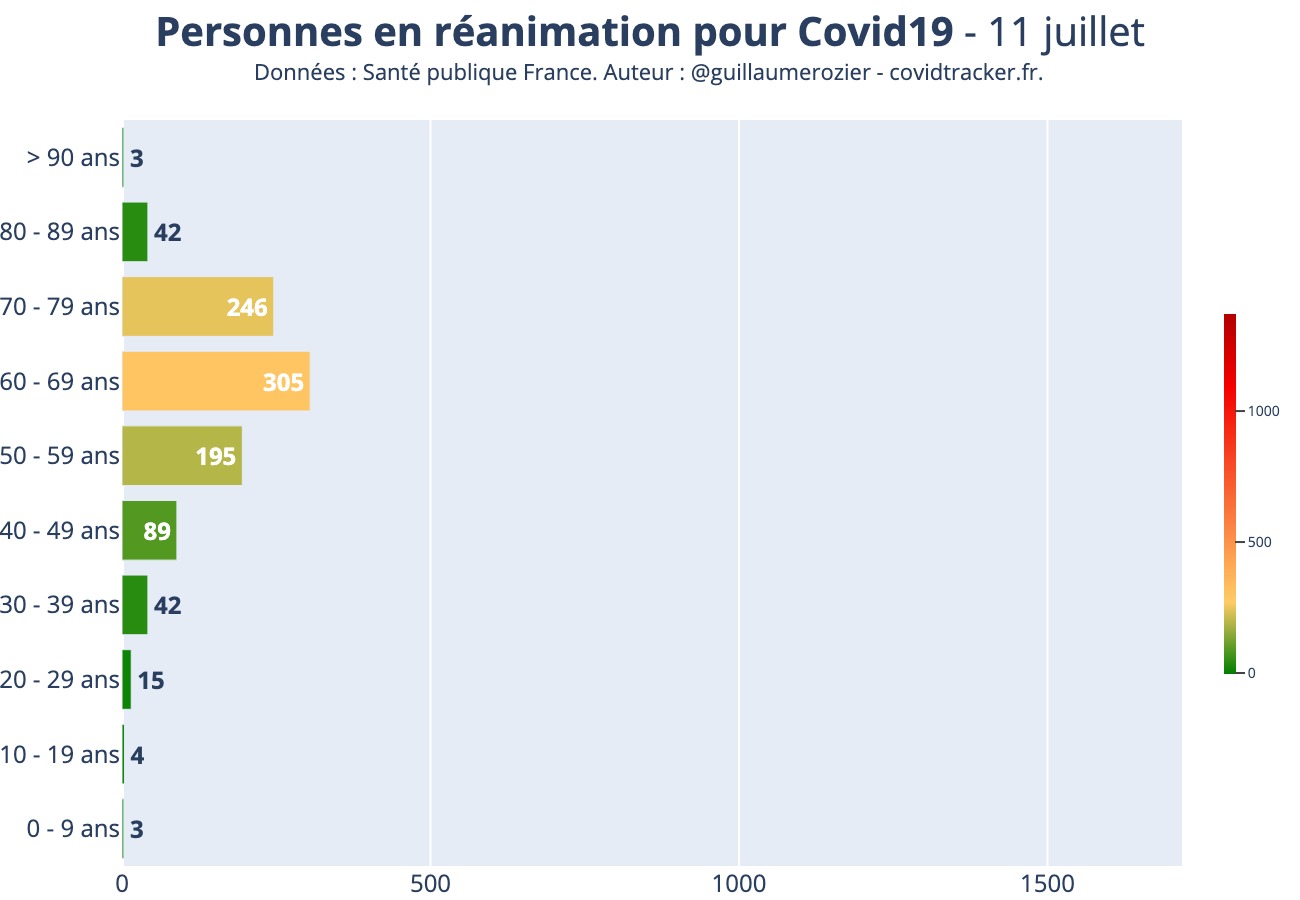 Personnes en réanimation pour Covid19 - 11 juillet
Données : Santé publique France. Auteur : @guillaumerozier - covidtracker.fr.
> 90 ans 3
80 - 89 ans 42
70 - 79 ans 246
60 - 69 ans 305
50 - 59 ans 195
40 - 49 ans 89
30 - 39 ans 42
20 - 29 ans 15
10 - 19 ans 4
0 - 9 ans 3
0 500 1000 1500
1000
500
0